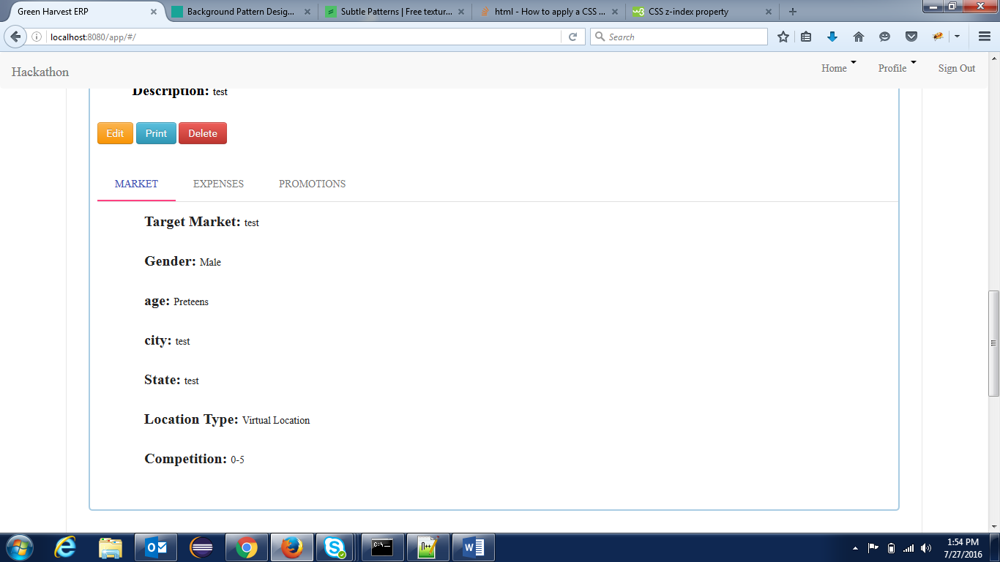 Green Harvest ERP
Background Pattern Desig...
Subtle Patterns | Free textur...
html - How to apply a CSS ...
CSS z-index property
localhost:8080/app/#/
Search
Hackathon
Home
Profile
Sign Out
Description: test
Edit
Print
Delete
MARKET
EXPENSES
PROMOTIONS
Target Market: test
Gender: Male
age: Preteens
city: test
State: test
Location Type: Virtual Location
Competition: 0-5
1:54 PM
7/27/2016